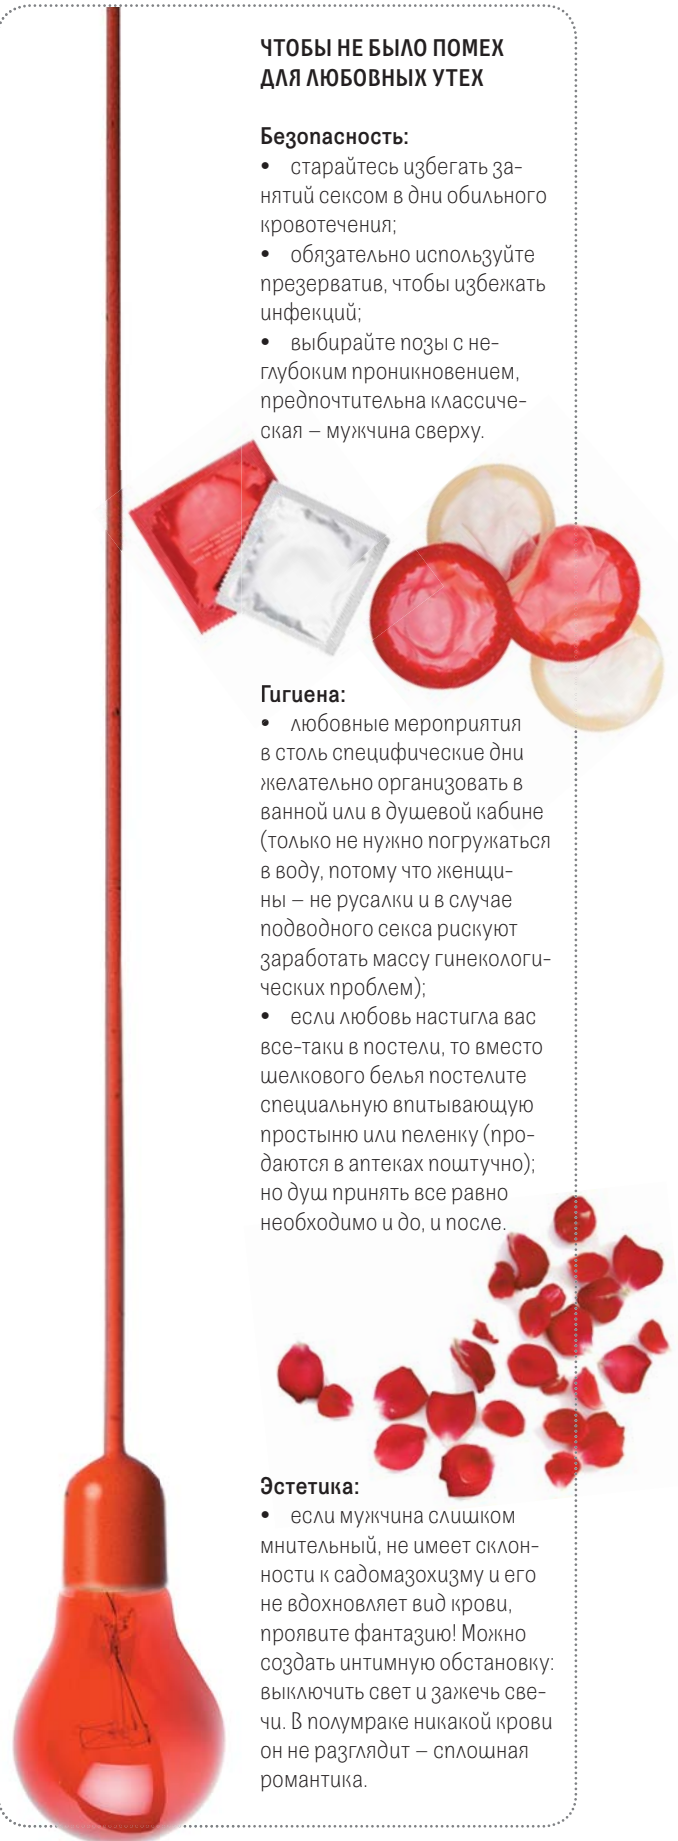 ЧТОБЫ НЕ БЫЛО ПОМЕХ
ДЛЯ ЛЮБОВНЫХ УТЕХ
Безопасность:
• старайтесь избегать за-
нятий сексом в дни обильного
кровотечения;
• обязательно используйте
презерватив, чтобы избежать
инфекций;
• выбирайте позы с не-
глубоким проникновением,
предпочтительна классиче-
ская – мужчина сверху.
Гигиена:
• любовные мероприятия
в столь специфические дни
желательно организовать в
ванной или в душевой кабине
(только не нужно погружаться
в воду, потому что женщи-
ны – не русалки и в случае
подводного секса рискуют
заработать массу гинекологи-
ческих проблем);
• если любовь настигла вас
все-таки в постели, то вместо
шелкового белья постелите
специальную впитывающую
простыню или пеленку (про-
даются в аптеках поштучно);
но душ принять все равно
необходимо и до, и после.
Эстетика:
• если мужчина слишком
мнительный, не имеет склон-
ности к садомазохизму и его
не вдохновляет вид крови,
проявите фантазию! Можно
создать интимную обстановку:
выключить свет и зажечь све-
чи. В полумраке никакой крови
он не разглядит – сплошная
романтика.